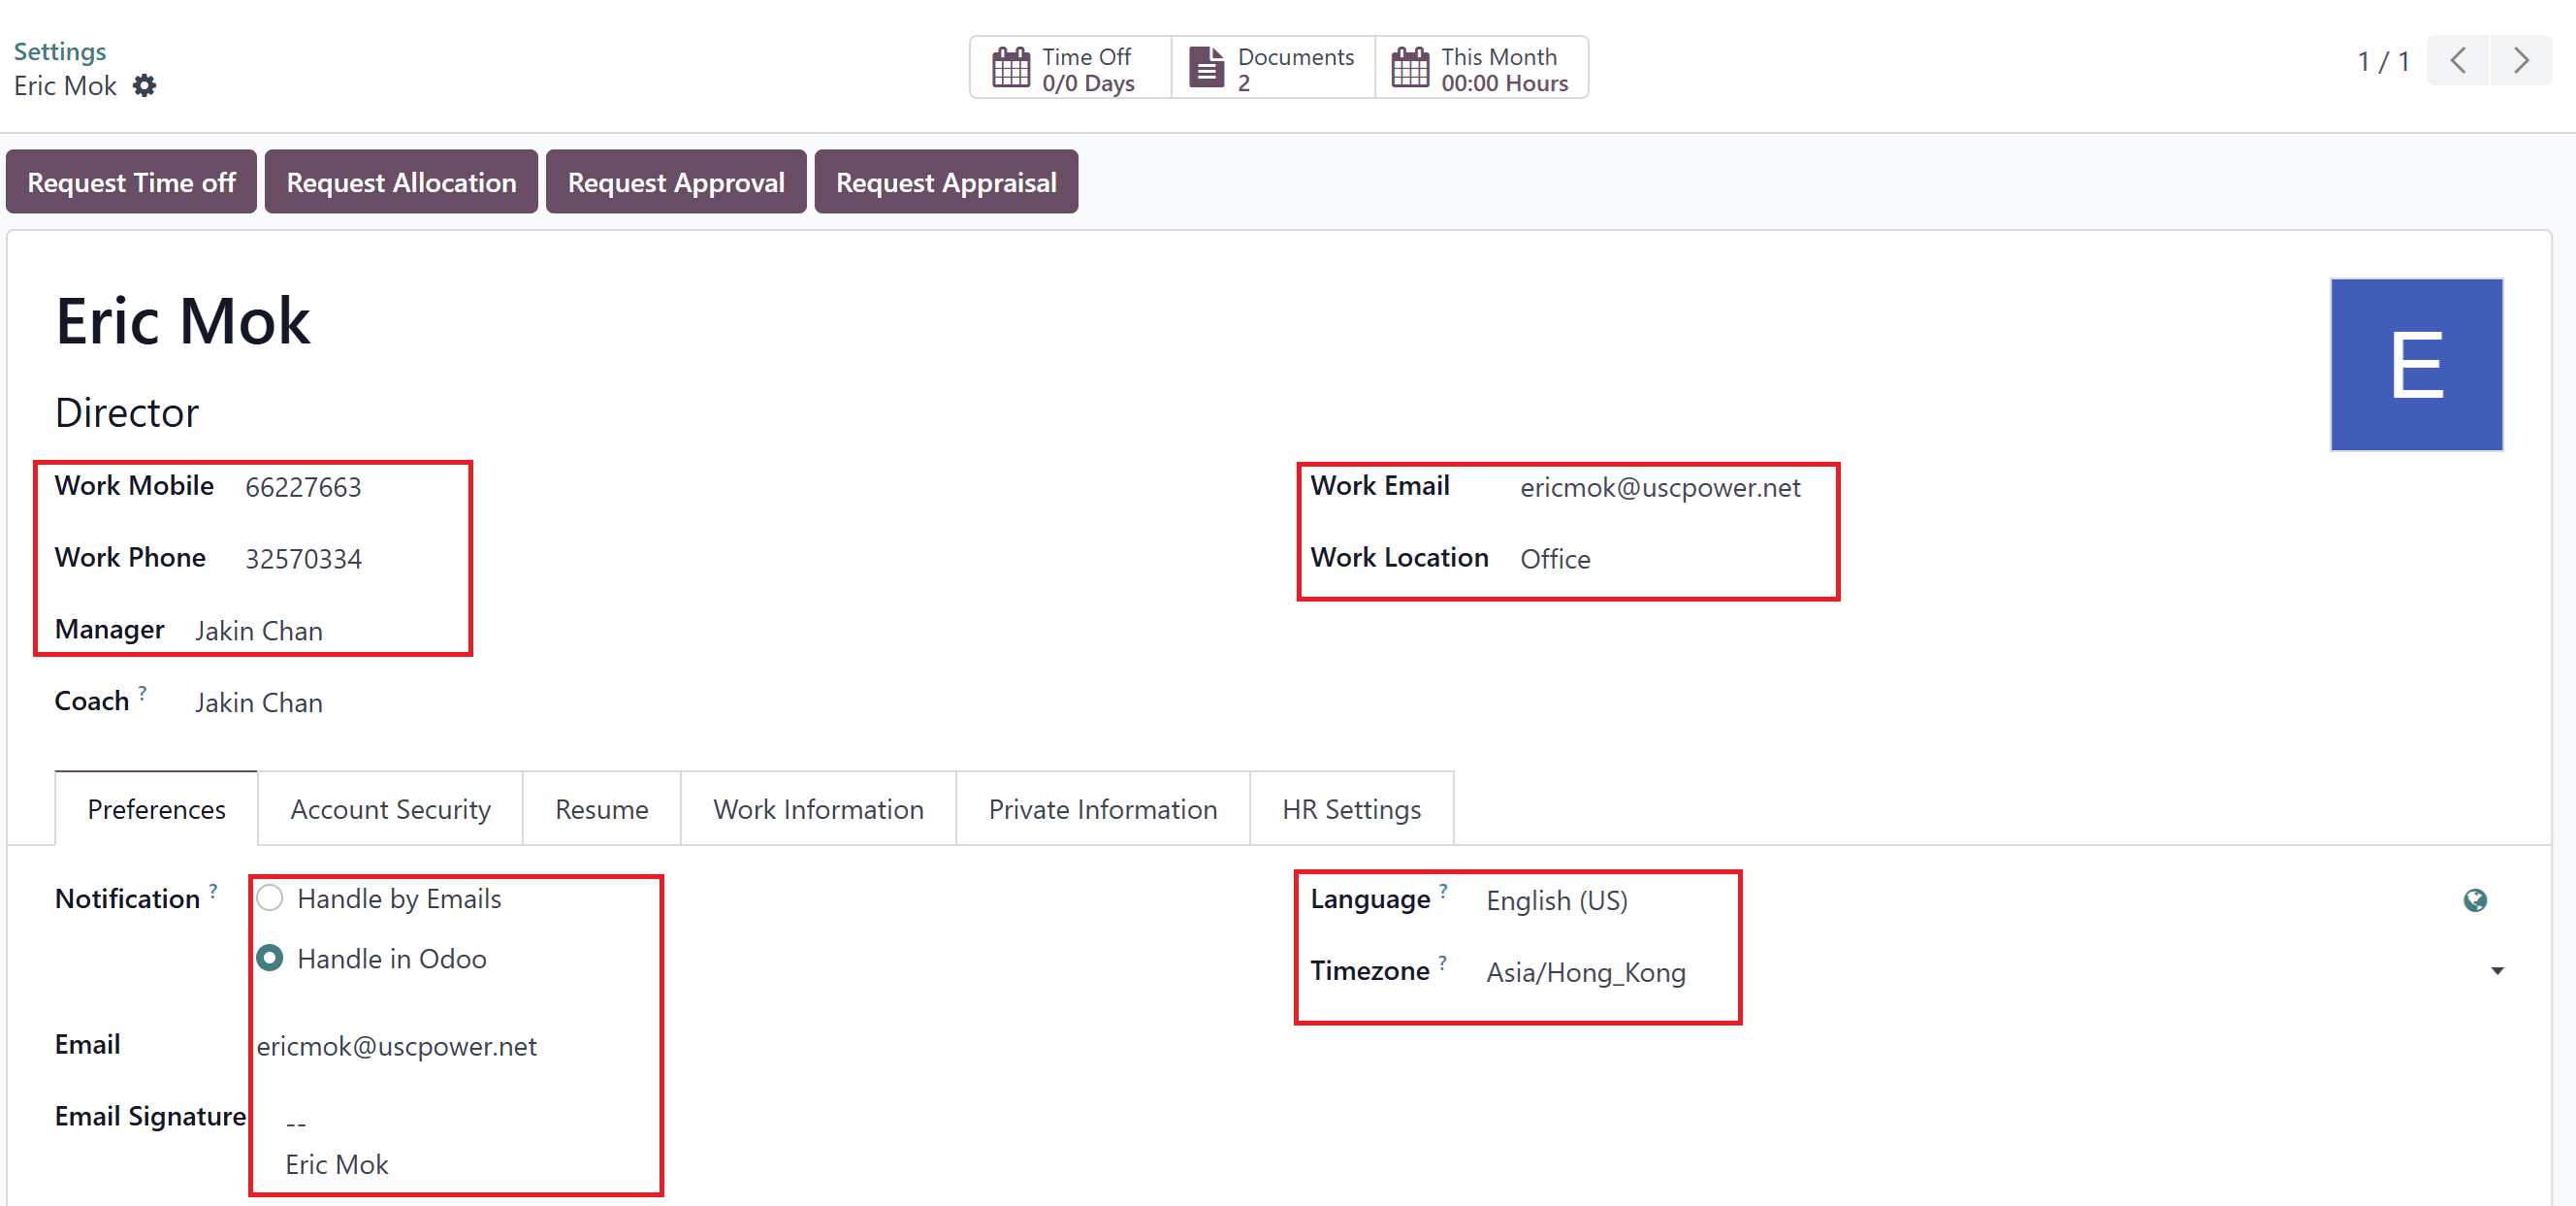 Settings
Eric Mok
Time Off
0/0 Days
Documents
2
This Month
00:00 Hours
1 / 1
Request Time off
Request Allocation
Request Approval
Request Appraisal
Eric Mok
E
Director
Work Mobile 66227663
Work Email ericmok@uscpower.net
Work Phone 32570334
Work Location Office
Manager Jakin Chan
Coach ? Jakin Chan
Preferences
Account Security
Resume
Work Information
Private Information
HR Settings
Notification ? Handle by Emails
Language ? English (US)
Handle in Odoo
Timezone ? Asia/Hong_Kong
Email ericmok@uscpower.net
Email Signature --
Eric Mok